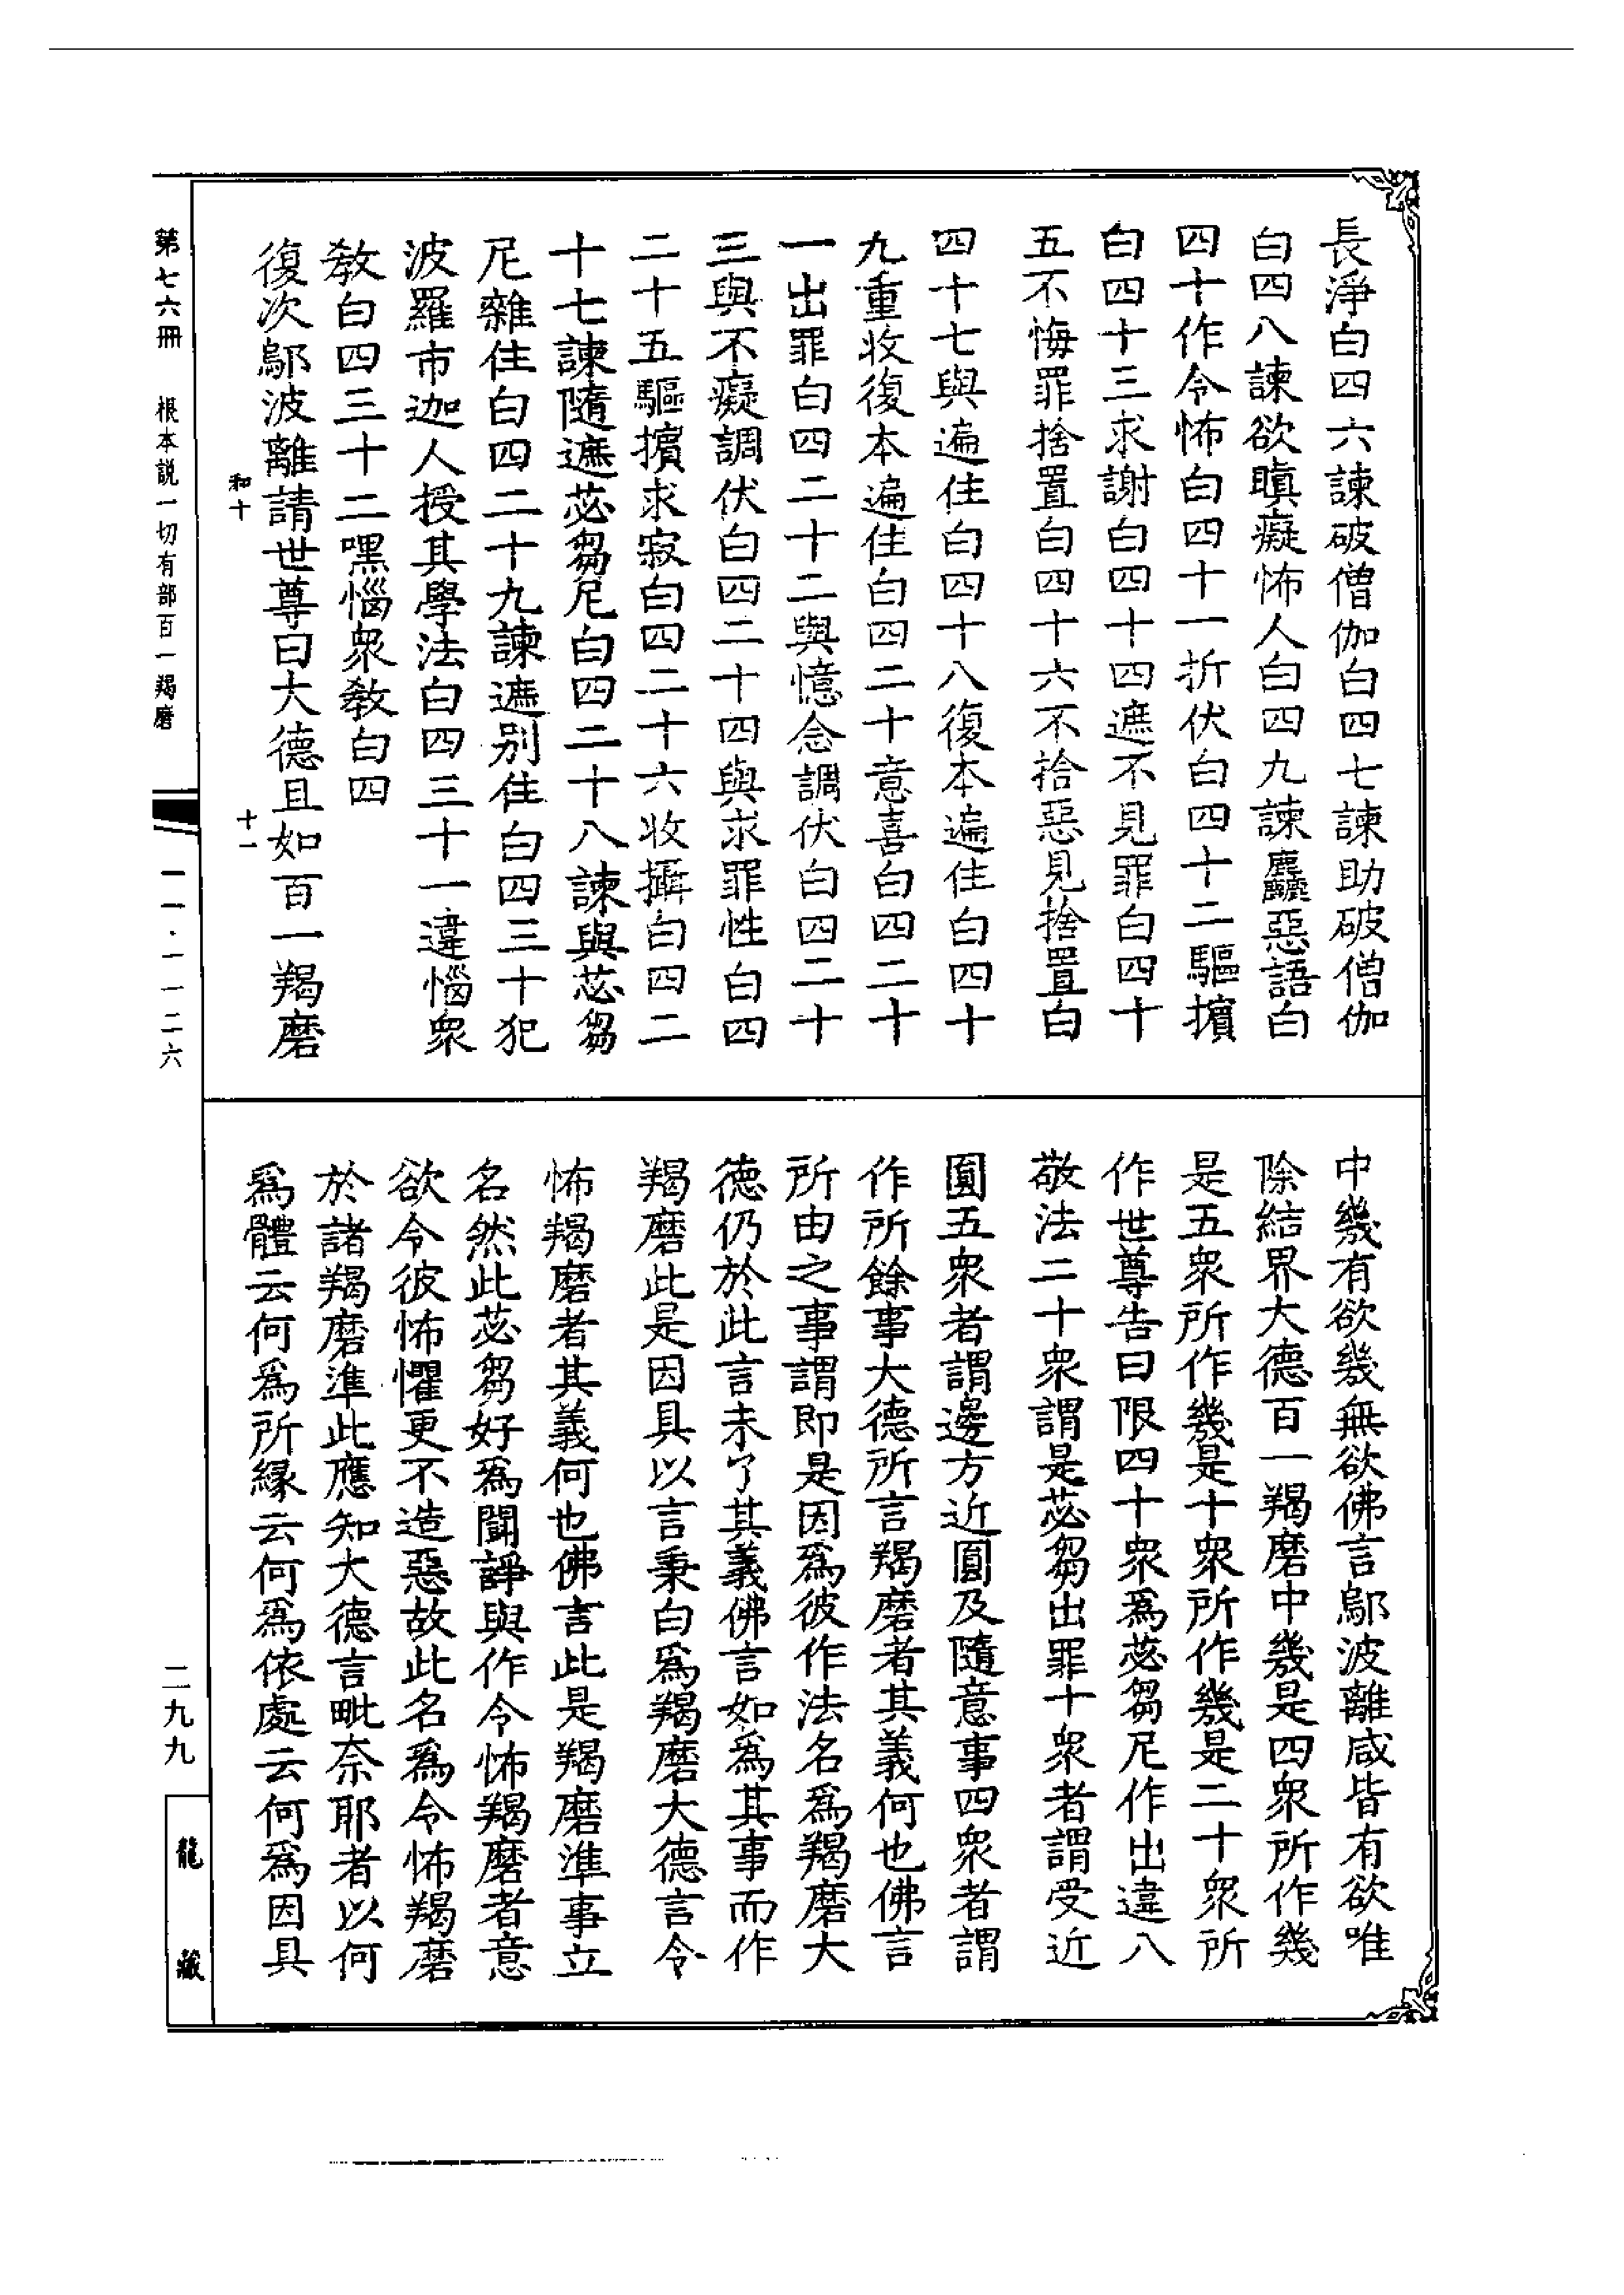 長淨白四六諫破僧伽白四七諫助破僧伽
白四八諫欲瞋癡怖人白四九諫麤惡語白
四十作令怖白四十一折伏白四十二驅擯
白四十三求謝白四十四遮不見罪白四十
五不悔罪捨置白四十六不捨惡見捨置白
四十七與遍住白四十八復本遍住白四十
九重收復本遍住白四二十意喜白四二十
一出罪白四二十二與憶念調伏白四二十
三與不癡調伏白四二十四與求罪性白四
二十五驅擯求寂白四二十六收攝白四二
十七諫隨遮苾芻尼白四二十八諫與苾芻
尼雜住白四二十九諫遮別住白四三十犯
波羅市迦人授其學法白四三十一違惱衆
教白四三十二嘿惱衆教白四
復次鄔波離請世尊曰大德且如百一羯磨
和十
十一
中幾有欲幾無欲佛言鄔波離咸皆有欲唯
除結界大德百一羯磨中幾是四衆所作幾
是五衆所作幾是十衆所作幾是二十衆所
作世尊告曰限四十衆爲苾芻尼作出違八
敬法二十衆謂是苾芻出罪十衆者謂受近
圓五衆者謂邊方近圓及隨意事四衆者謂
作所餘事大德所言羯磨者其義何也佛言
所由之事謂即是因爲彼作法名爲羯磨大
德仍於此言未了其義佛言如爲其事而作
羯磨此是因具以言秉白爲羯磨大德言令
怖羯磨者其義何也佛言此是羯磨準事立
名然此苾芻好爲鬪諍與作令怖羯磨者意
欲令彼怖懼更不造惡故此名爲令怖羯磨
於諸羯磨準此應知大德言毗奈耶者以何
爲體云何爲所緣云何爲依處云何爲因具
第七六冊 根本説一切有部百一羯磨
一一·一一二六
二九九
龍藏